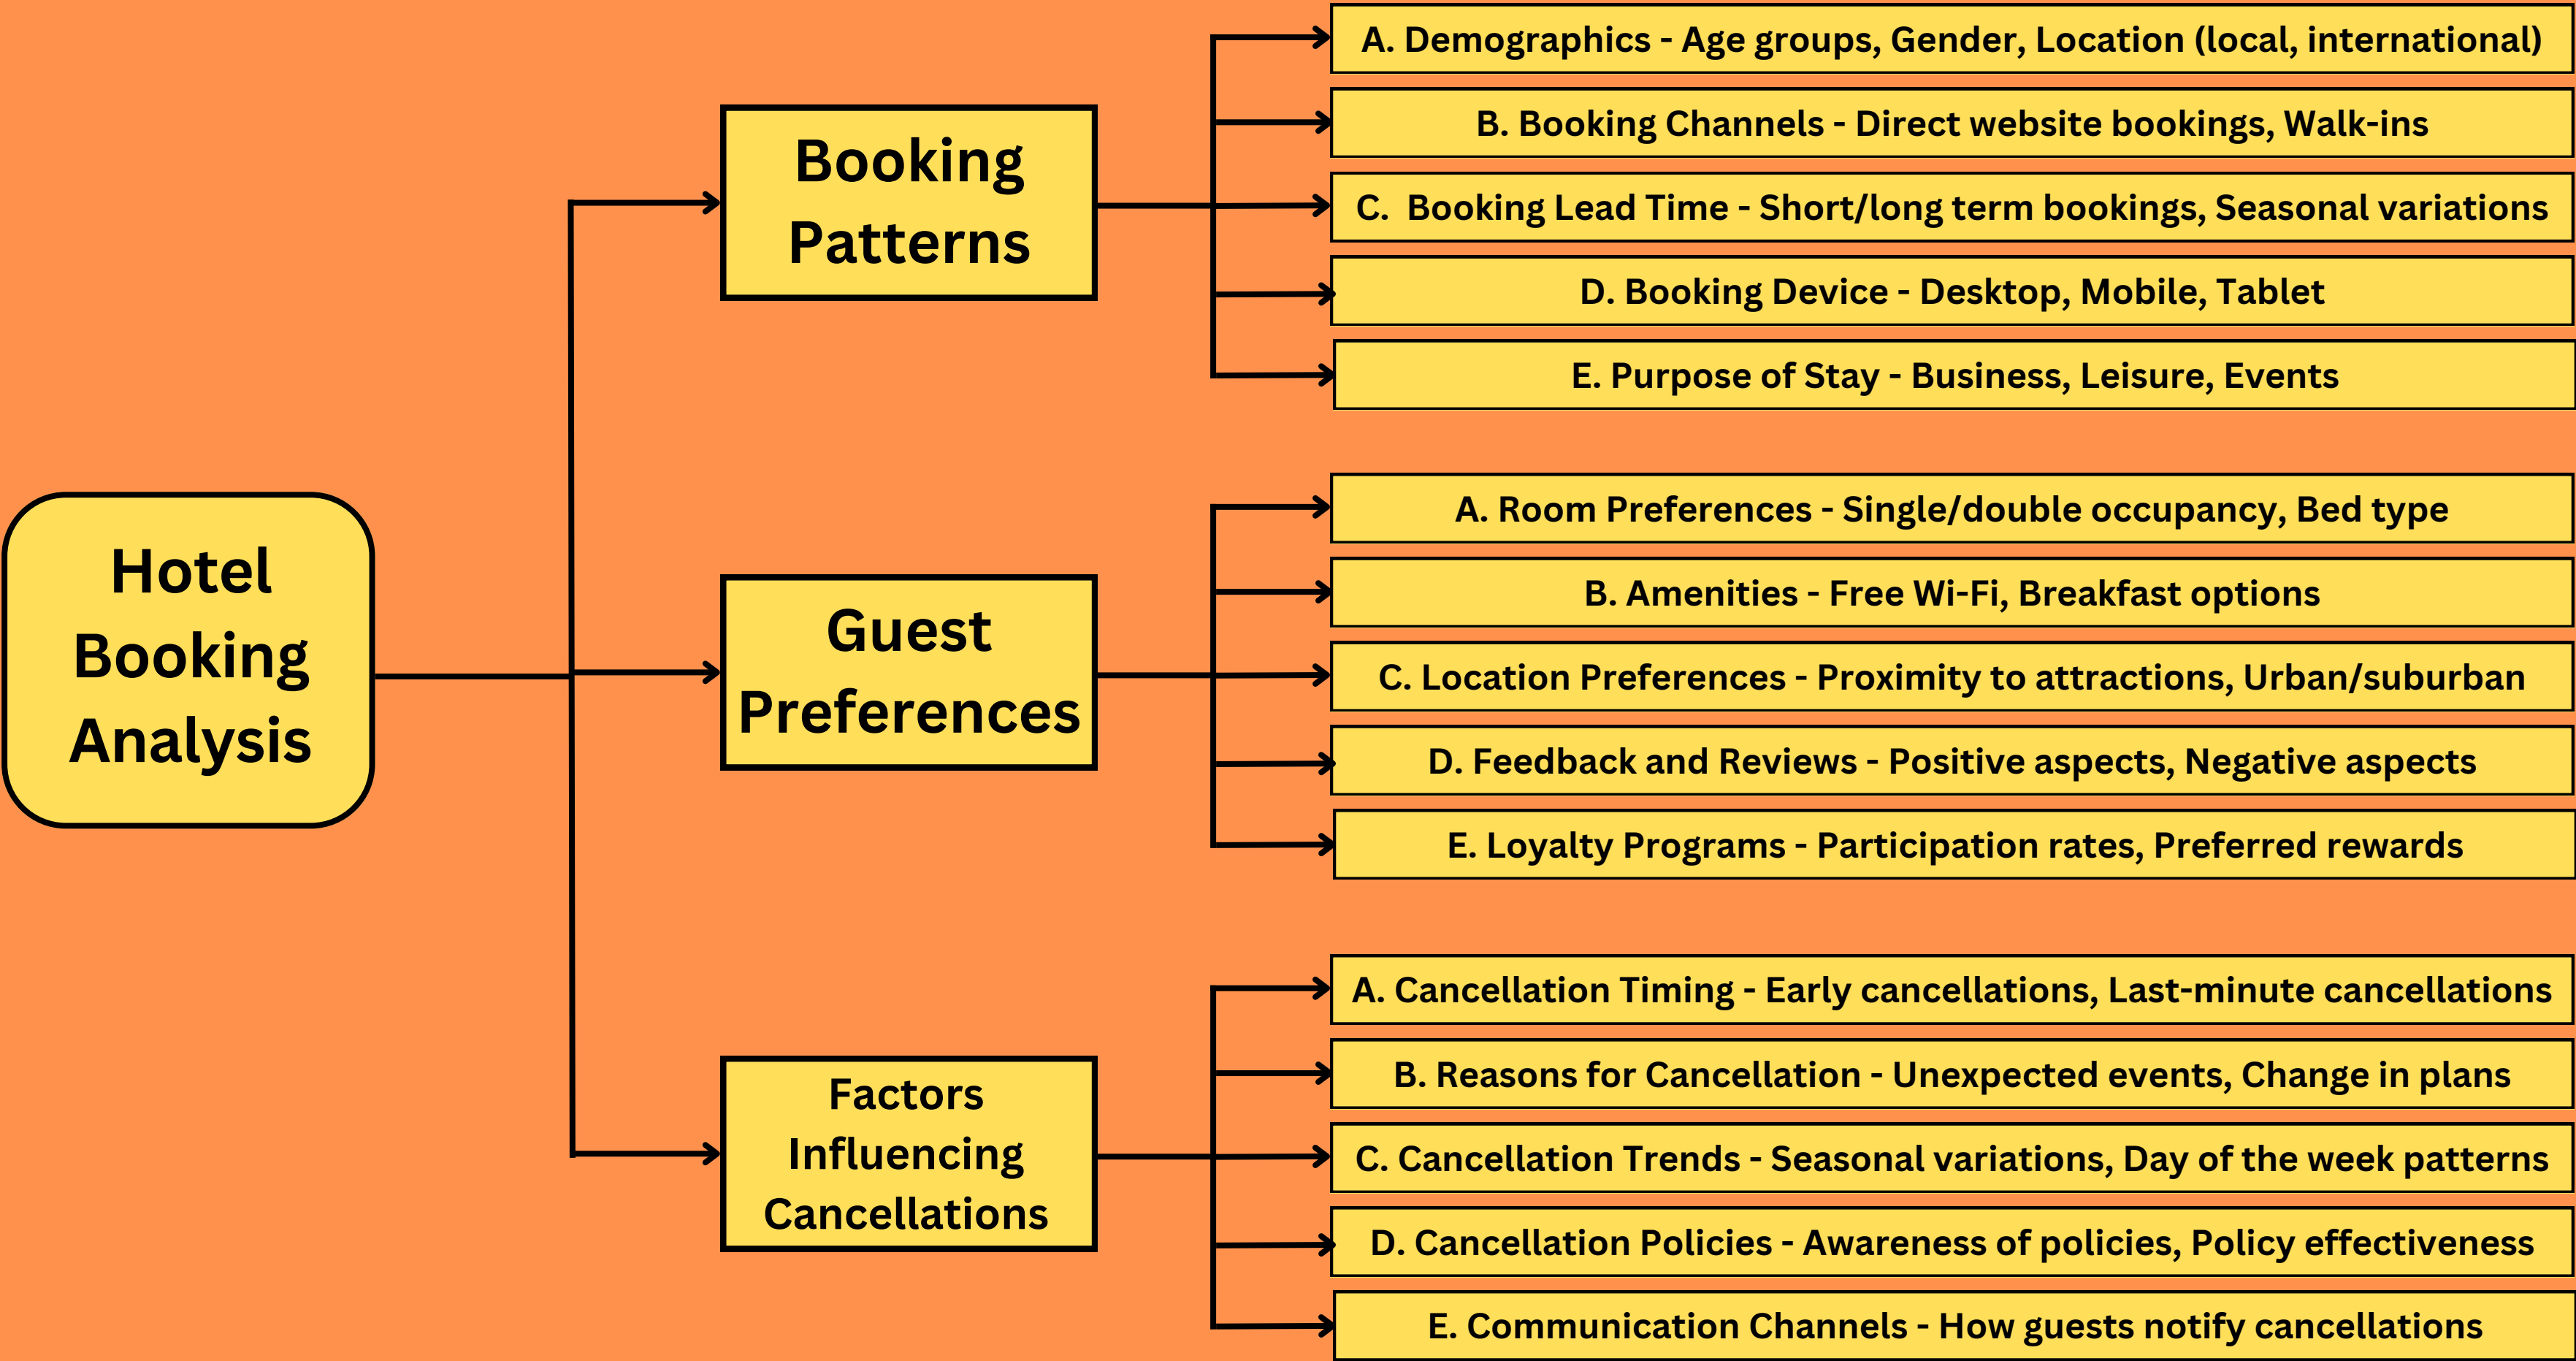 Hotel
Booking
Analysis
Booking
Patterns
A. Demographics - Age groups, Gender, Location (local, international)
B. Booking Channels - Direct website bookings, Walk-ins
C.  Booking Lead Time - Short/long term bookings, Seasonal variations
D. Booking Device - Desktop, Mobile, Tablet
E. Purpose of Stay - Business, Leisure, Events
Guest
Preferences
A. Room Preferences - Single/double occupancy, Bed type
B. Amenities - Free Wi-Fi, Breakfast options
C. Location Preferences - Proximity to attractions, Urban/suburban
D. Feedback and Reviews - Positive aspects, Negative aspects
E. Loyalty Programs - Participation rates, Preferred rewards
Factors
Influencing
Cancellations
A. Cancellation Timing - Early cancellations, Last-minute cancellations
B. Reasons for Cancellation - Unexpected events, Change in plans
C. Cancellation Trends - Seasonal variations, Day of the week patterns
D. Cancellation Policies - Awareness of policies, Policy effectiveness
E. Communication Channels - How guests notify cancellations